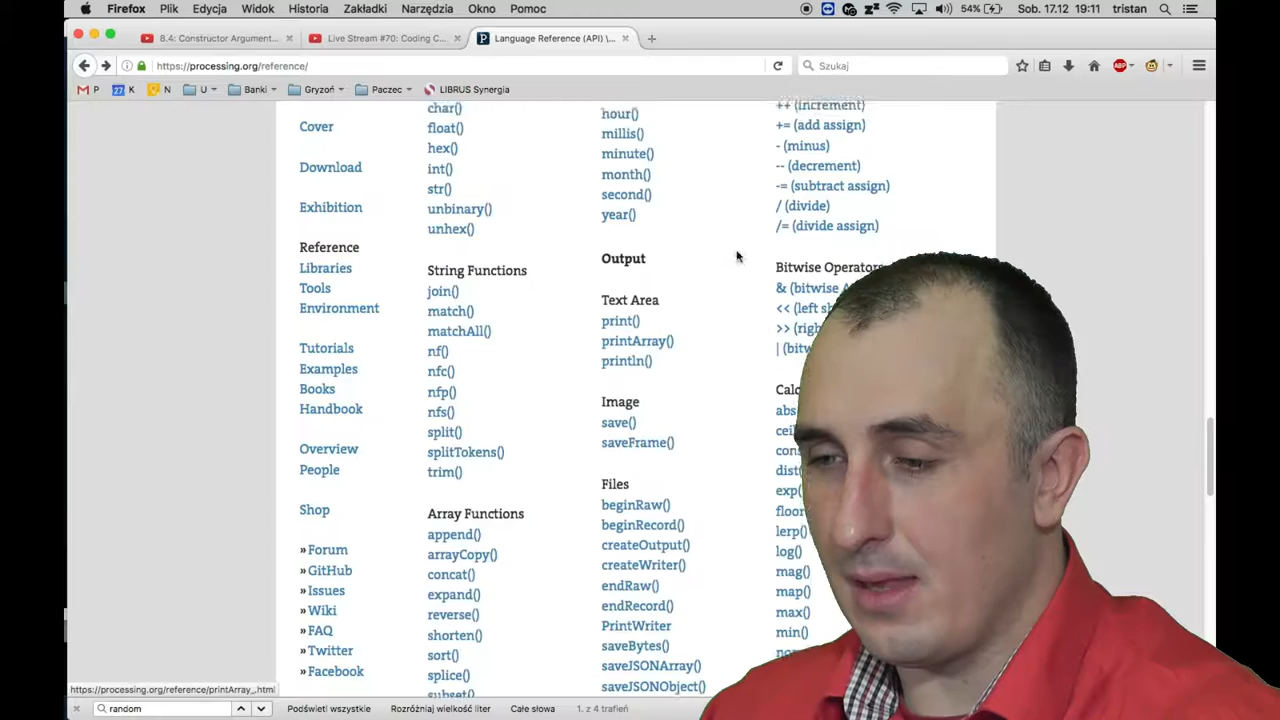 Firefox Plik Edycja Widok Historia Zakładki Narzędzia Okno Pomoc 54% Sob. 17.12 19:11 tristan
8.4: Constructor Argument... Live Stream #70: Coding C... Language Reference (API) \...
https://processing.org/reference/ Szukaj
P K N U Banki Gryzoń Paczec LIBRUS Synergia
Cover
Download
Exhibition
Reference
Libraries
Tools
Environment
Tutorials
Examples
Books
Handbook
Overview
People
Shop
» Forum
» GitHub
» Issues
» Wiki
» FAQ
» Twitter
» Facebook
char()
float()
hex()
int()
str()
unbinary()
unhex()
String Functions
join()
match()
matchAll()
nf()
nfc()
nfp()
nfs()
split()
splitTokens()
trim()
Array Functions
append()
arrayCopy()
concat()
expand()
reverse()
shorten()
sort()
splice()
subset()
hour()
millis()
minute()
month()
second()
year()
Output
Text Area
print()
printArray()
println()
Image
save()
saveFrame()
Files
beginRaw()
beginRecord()
createOutput()
createWriter()
endRaw()
endRecord()
PrintWriter
saveBytes()
saveJSONArray()
saveJSONObject()
++ (increment)
+= (add assign)
- (minus)
-- (decrement)
-= (subtract assign)
/ (divide)
/= (divide assign)
Bitwise Operators
& (bitwise
<< (left
>> (
| (
abs
dist
exp(
floor
lerp()
log()
mag()
map()
max()
min()
https://processing.org/reference/printArray_.html
random Podświetl wszystkie Rozróżniaj wielkość liter Całe słowa 1. z 4 trafień